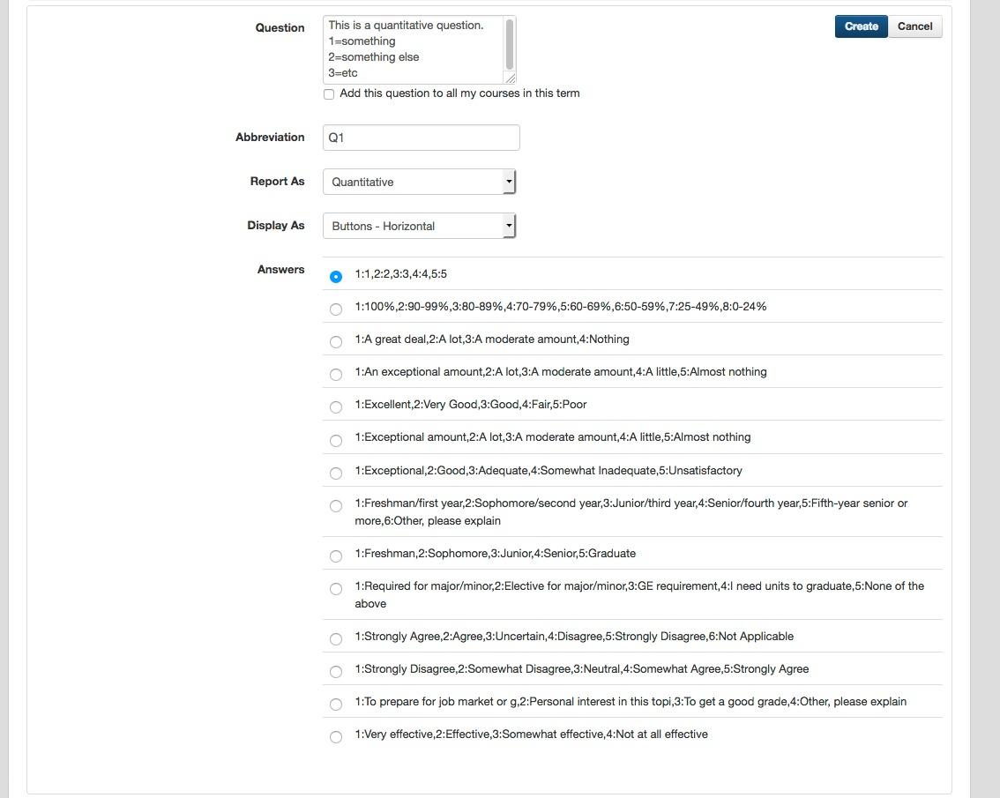 Question
This is a quantitative question.
1=something
2=something else
3=etc
Create
Cancel
Add this question to all my courses in this term
Abbreviation
Q1
Report As
Quantitative
Display As
Buttons - Horizontal
Answers
1:1,2:2,3:3,4:4,5:5
1:100%,2:90-99%,3:80-89%,4:70-79%,5:60-69%,6:50-59%,7:25-49%,8:0-24%
1:A great deal,2:A lot,3:A moderate amount,4:Nothing
1:An exceptional amount,2:A lot,3:A moderate amount,4:A little,5:Almost nothing
1:Excellent,2:Very Good,3:Good,4:Fair,5:Poor
1:Exceptional amount,2:A lot,3:A moderate amount,4:A little,5:Almost nothing
1:Exceptional,2:Good,3:Adequate,4:Somewhat Inadequate,5:Unsatisfactory
1:Freshman/first year,2:Sophomore/second year,3:Junior/third year,4:Senior/fourth year,5:Fifth-year senior or
more,6:Other, please explain
1:Freshman,2:Sophomore,3:Junior,4:Senior,5:Graduate
1:Required for major/minor,2:Elective for major/minor,3:GE requirement,4:I need units to graduate,5:None of the
above
1:Strongly Agree,2:Agree,3:Uncertain,4:Disagree,5:Strongly Disagree,6:Not Applicable
1:Strongly Disagree,2:Somewhat Disagree,3:Neutral,4:Somewhat Agree,5:Strongly Agree
1:To prepare for job market or g,2:Personal interest in this topi,3:To get a good grade,4:Other, please explain
1:Very effective,2:Effective,3:Somewhat effective,4:Not at all effective